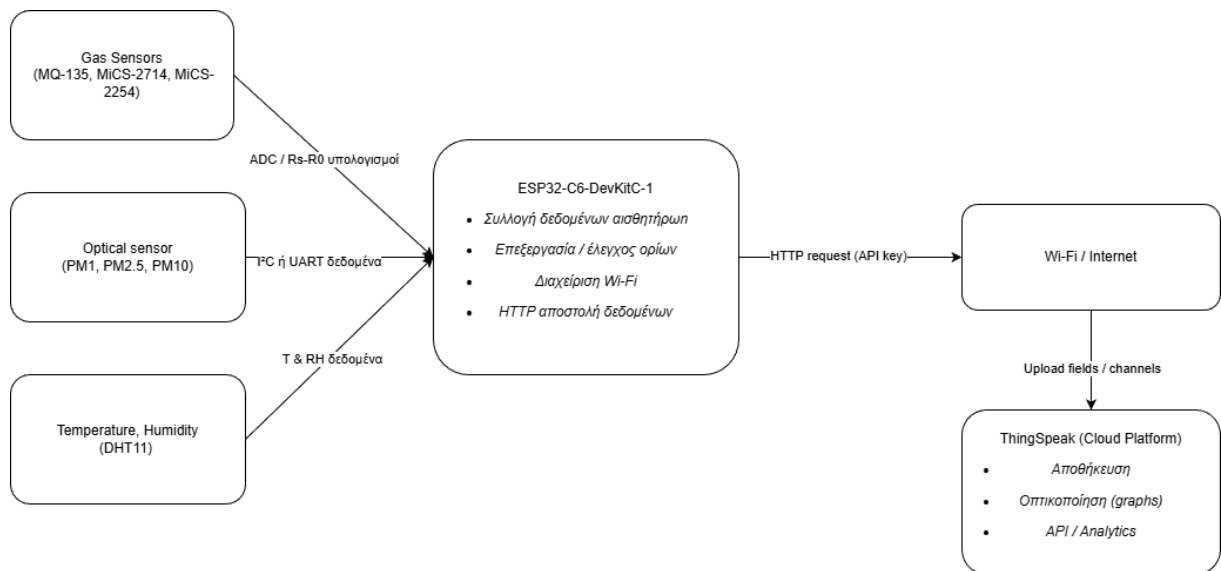 Gas Sensors
(MQ-135, MiCS-2714, MiCS-
2254)
ADC / Rs-R0 υπολογισμοί
Optical sensor
(PM1, PM2.5, PM10)
I²C ή UART δεδομένα
Temperature, Humidity
(DHT11)
T & RH δεδομένα
ESP32-C6-DevKitC-1
• Συλλογή δεδομένων αισθητήρων
• Επεξεργασία / έλεγχος ορίων
• Διαχείριση Wi-Fi
• HTTP αποστολή δεδομένων
HTTP request (API key)
Wi-Fi / Internet
Upload fields / channels
ThingSpeak (Cloud Platform)
• Αποθήκευση
• Οπτικοποίηση (graphs)
• API / Analytics